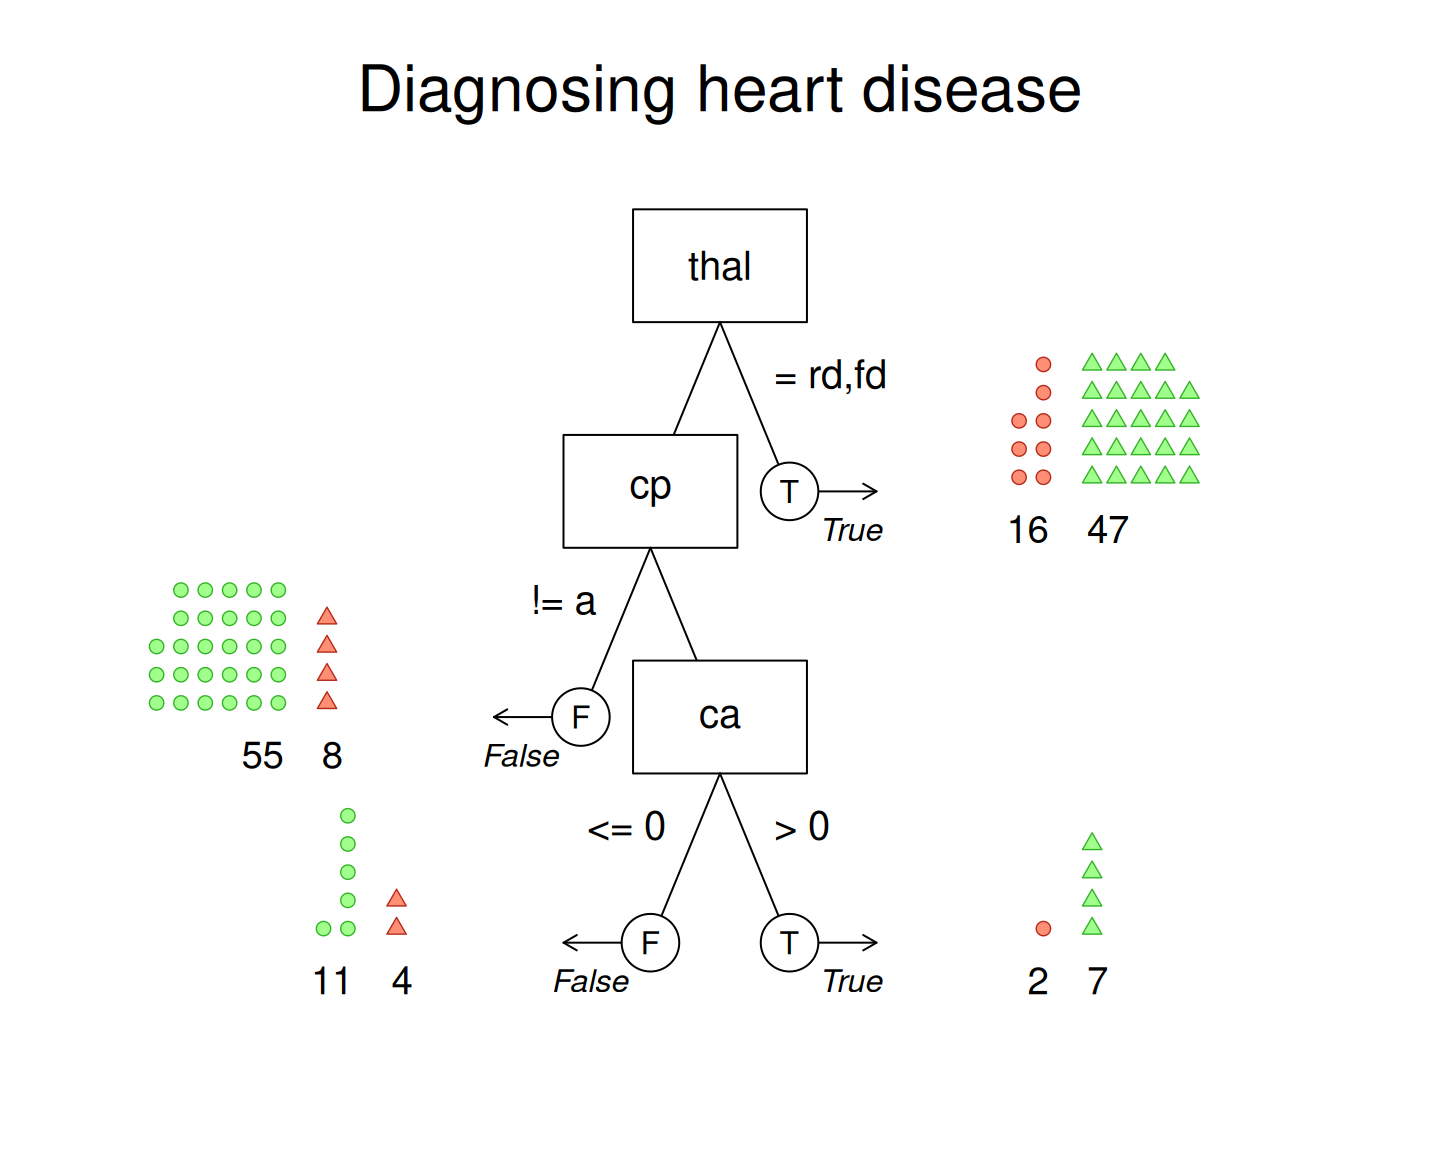 Diagnosing heart disease
thal
= rd,fd
cp
T
True
16 47
!= a
F
False
55 8
ca
<= 0
> 0
F
False
T
True
11 4
2 7